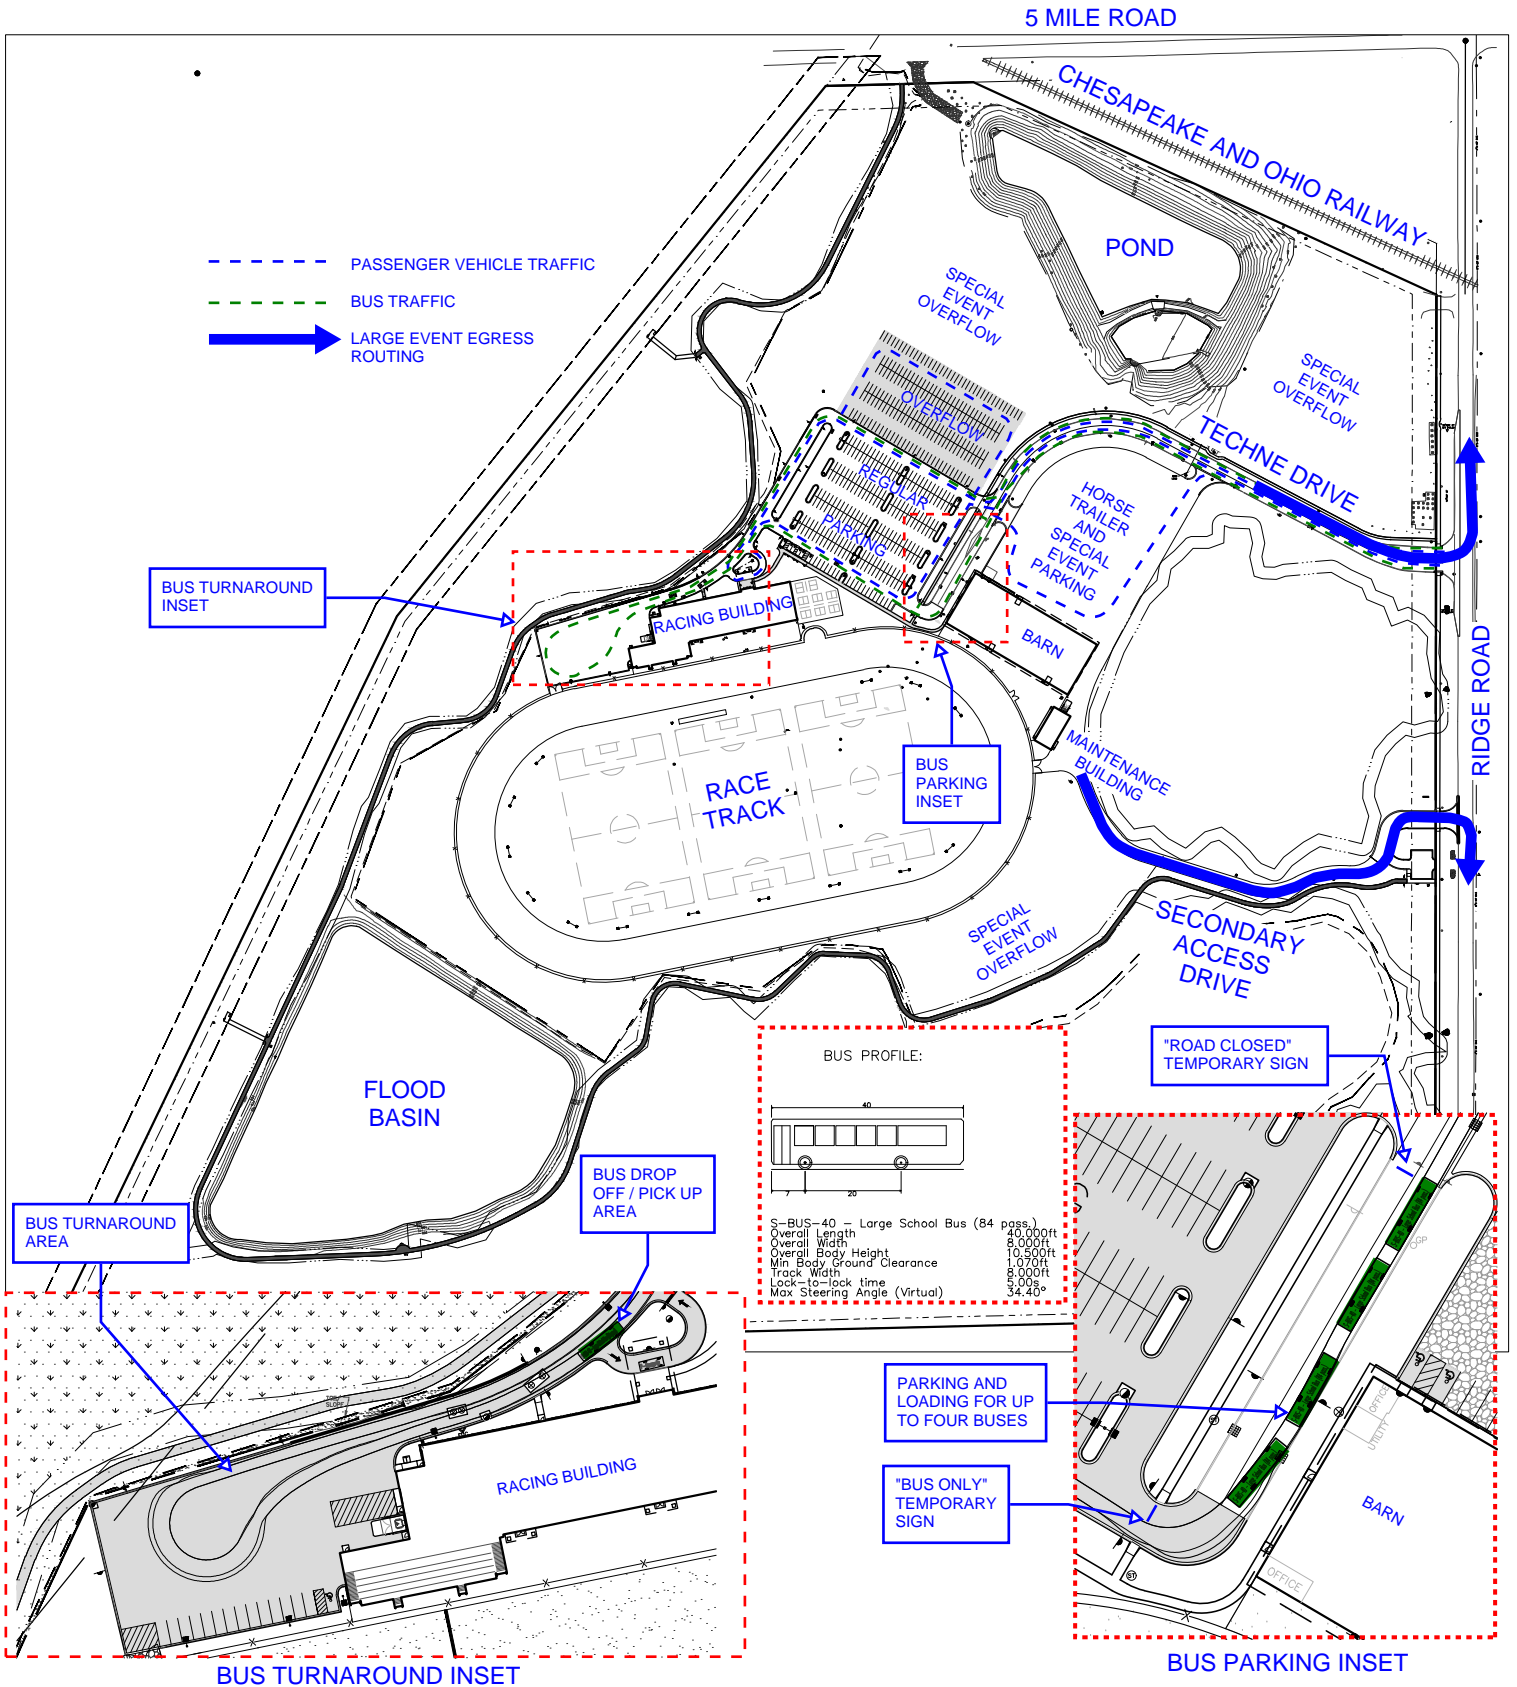 5 MILE ROAD
CHESAPEAKE AND OHIO RAILWAY
POND
PASSENGER VEHICLE TRAFFIC
BUS TRAFFIC
LARGE EVENT EGRESS
ROUTING
SPECIAL
EVENT
OVERFLOW
SPECIAL
EVENT
OVERFLOW
OVERFLOW
TECHNE DRIVE
REGULAR
PARKING
HORSE
TRAILER
AND
SPECIAL
EVENT
PARKING
BUS TURNAROUND
INSET
RACING BUILDING
BARN
RIDGE ROAD
BUS
PARKING
INSET
MAINTENANCE
BUILDING
RACE
TRACK
SPECIAL
EVENT
OVERFLOW
SECONDARY
ACCESS
DRIVE
FLOOD
BASIN
BUS PROFILE:
40
7
20
S-BUS-40 - Large School Bus (84 pass.)
Overall Length 40.000ft
Overall Width 8.000ft
Overall Body Height 10.500ft
Min Body Ground Clearance 1.070ft
Track Width 8.000ft
Lock-to-lock time 5.00s
Max Steering Angle (Virtual) 34.40°
"ROAD CLOSED"
TEMPORARY SIGN
BUS DROP
OFF / PICK UP
AREA
BUS TURNAROUND
AREA
RACING BUILDING
PARKING AND
LOADING FOR UP
TO FOUR BUSES
"BUS ONLY"
TEMPORARY
SIGN
OFFICE
UTILITY
BARN
OFFICE
ST
BUS TURNAROUND INSET
BUS PARKING INSET